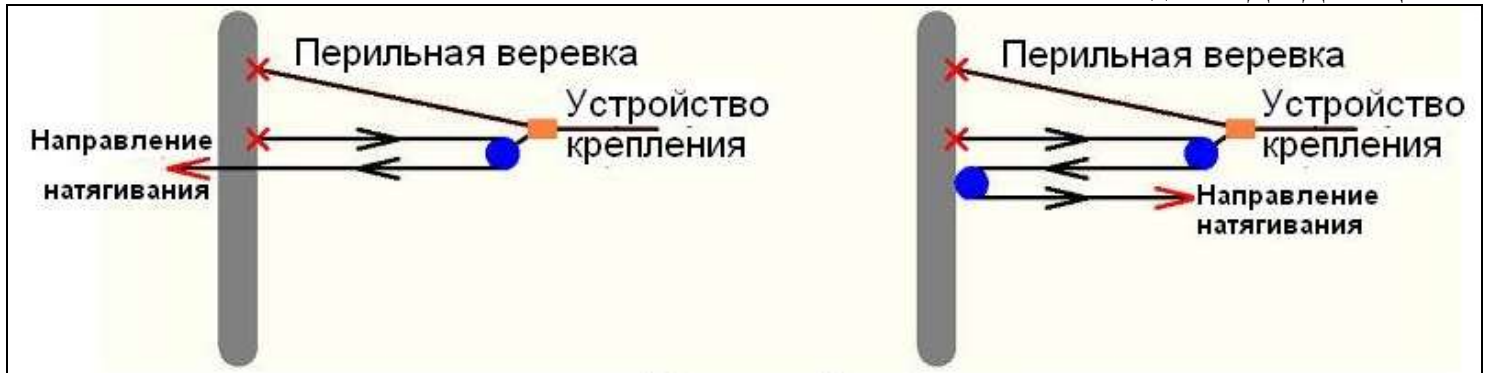 Перильная веревка
Устройство
крепления
Направление
натягивания
Перильная веревка
Устройство
крепления
Направление
натягивания